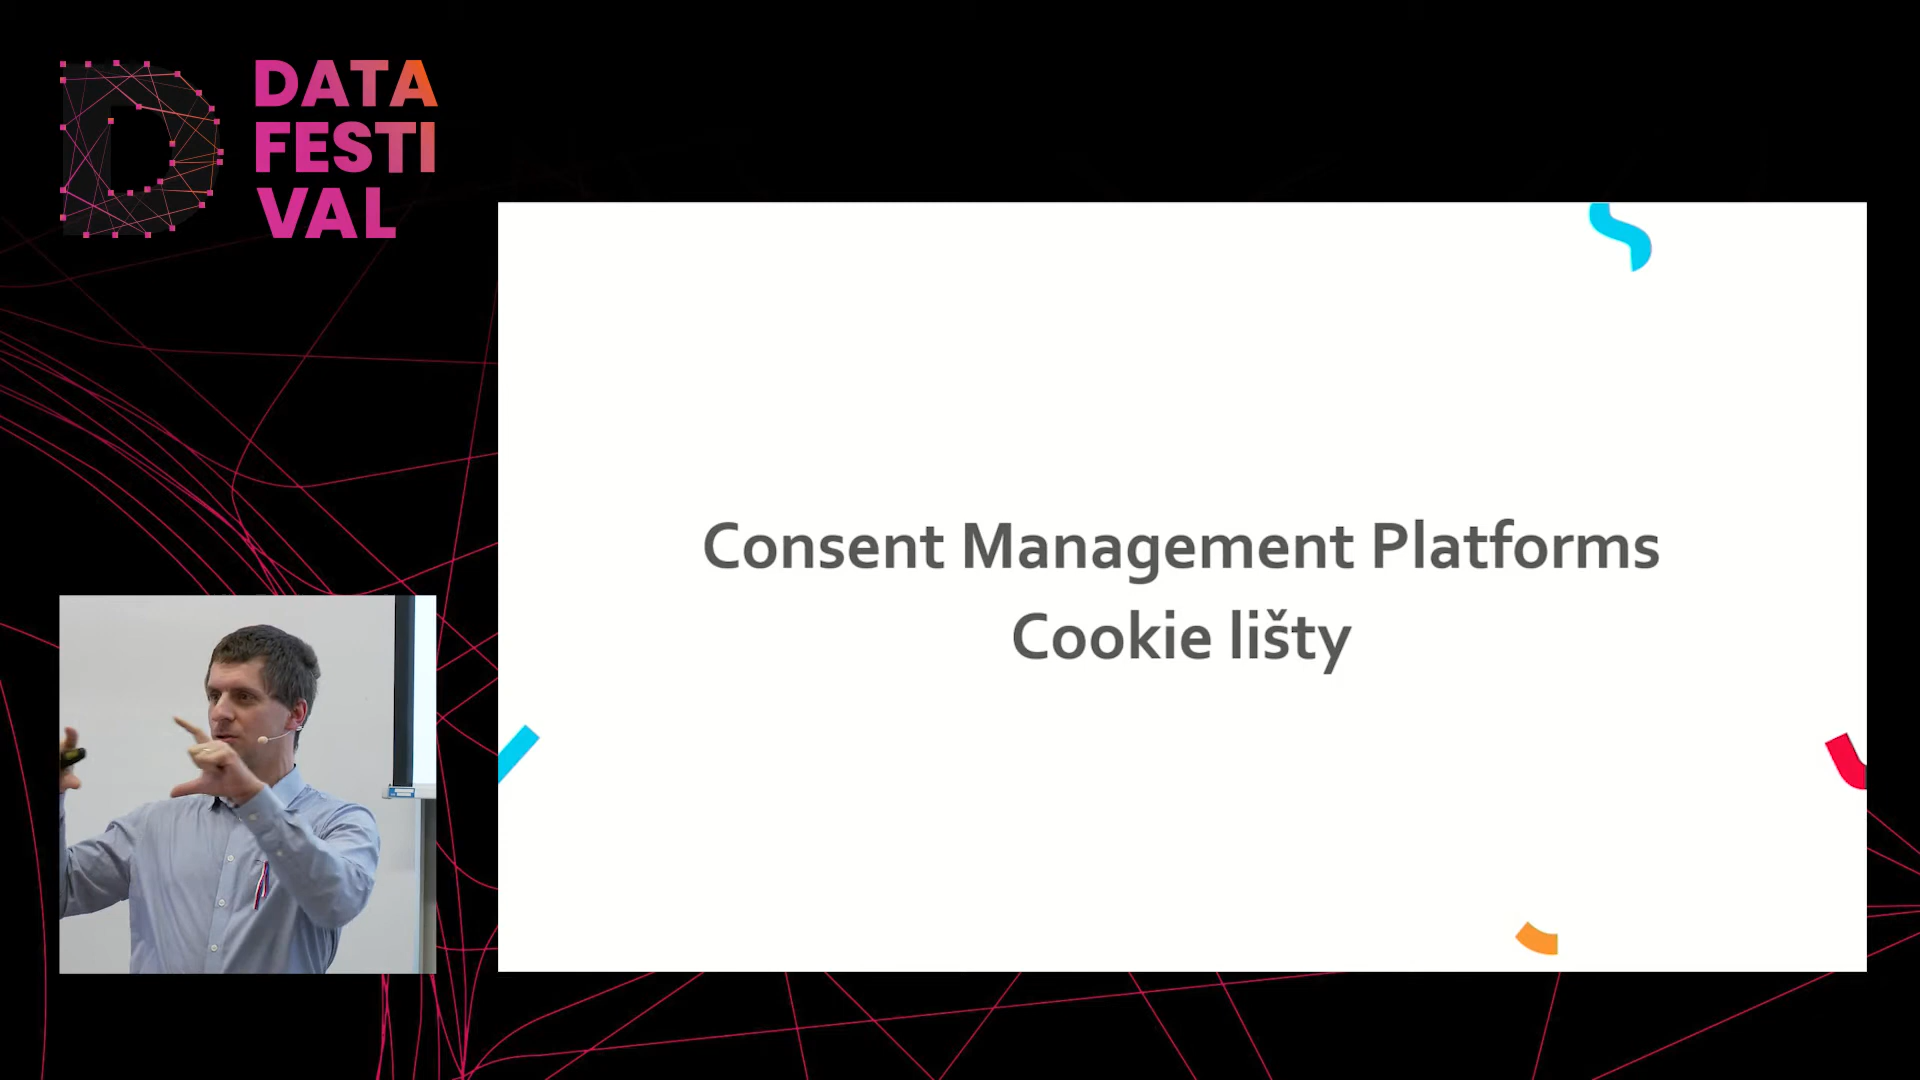 DATA
FESTI
VAL
Consent Management Platforms
Cookie lišty